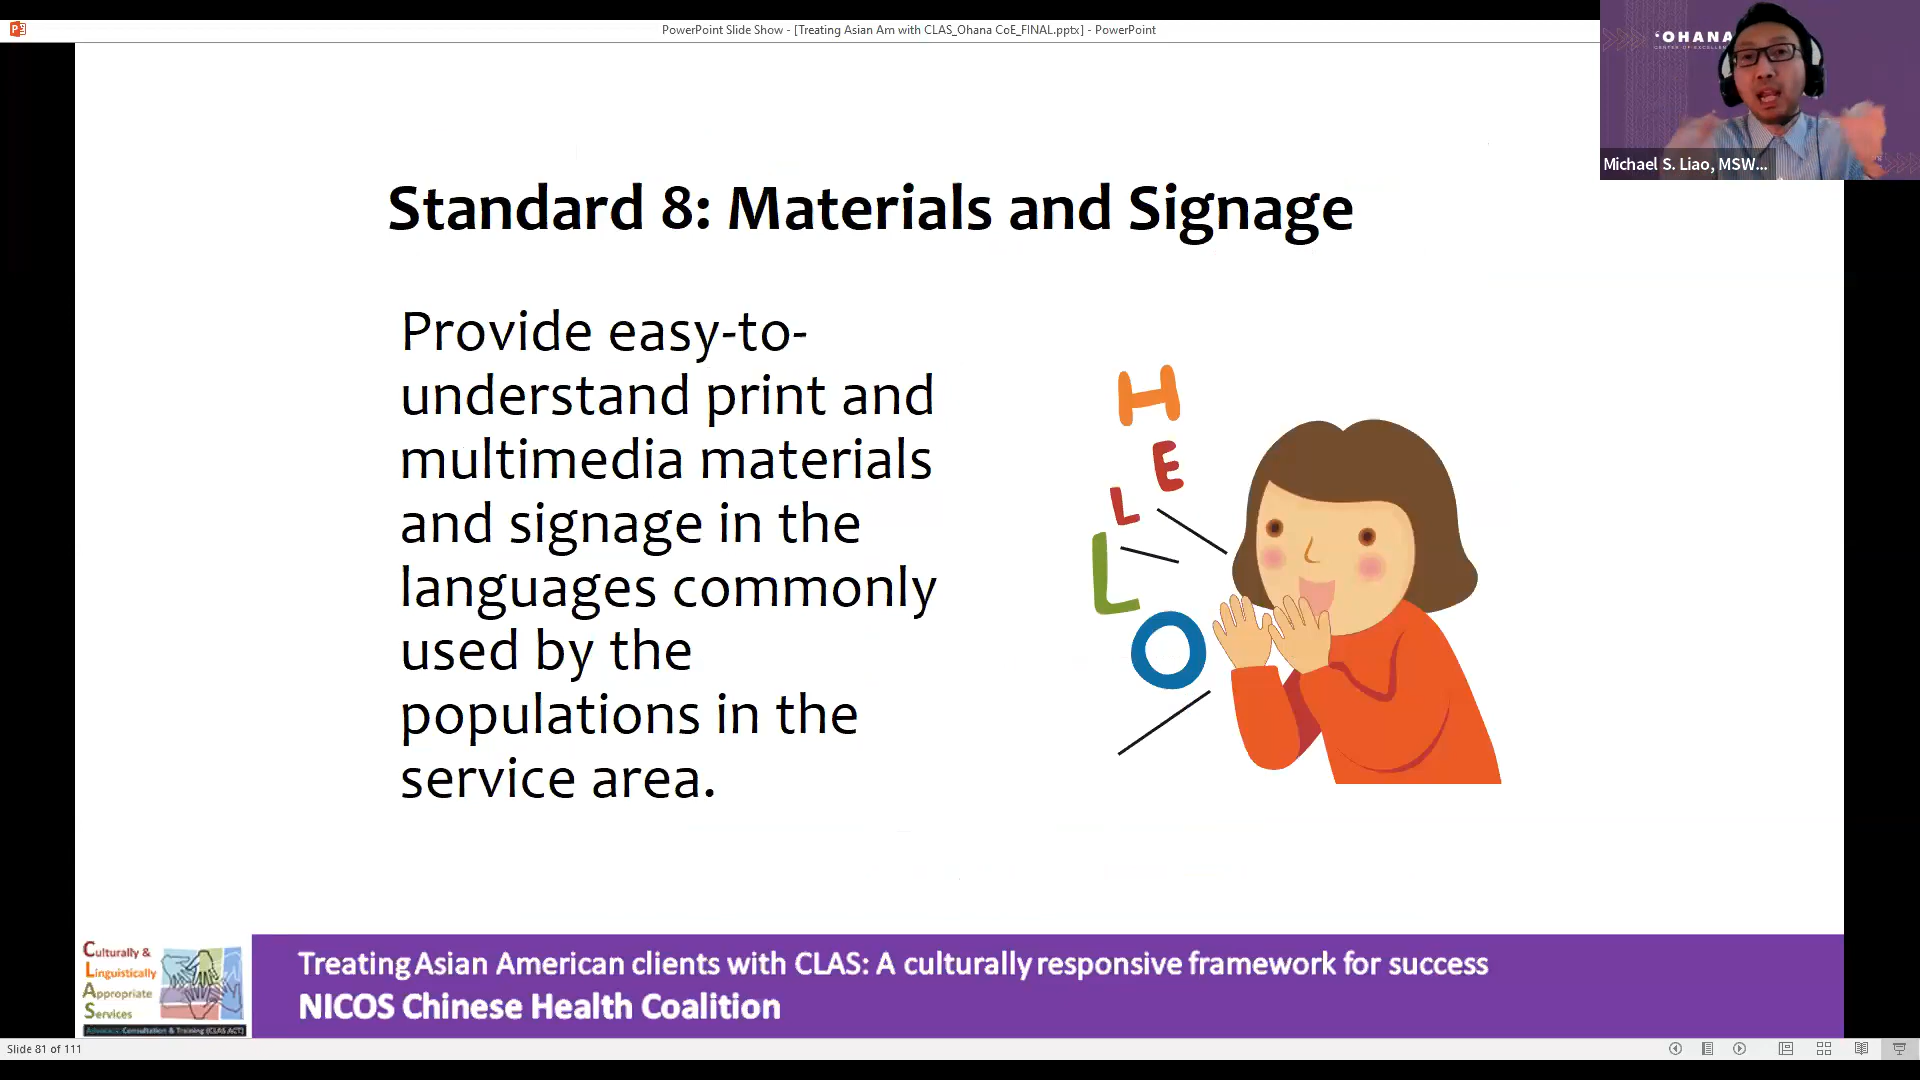 PowerPoint Slide Show - [Treating Asian Am with CLAS_Ohana CoE_FINAL.pptx] - PowerPoint
‘OHANA
CENTER OF EXCELLEN
Michael S. Liao, MSW...
Standard 8: Materials and Signage
Provide easy-to-
understand print and
multimedia materials
and signage in the
languages commonly
used by the
populations in the
service area.
H
E
L
L
O
Culturally &
Linguistically
Appropriate
Services
Consultation & Training (CLAS ACT)
Treating Asian American clients with CLAS: A culturally responsive framework for success
NICOS Chinese Health Coalition
Slide 81 of 111